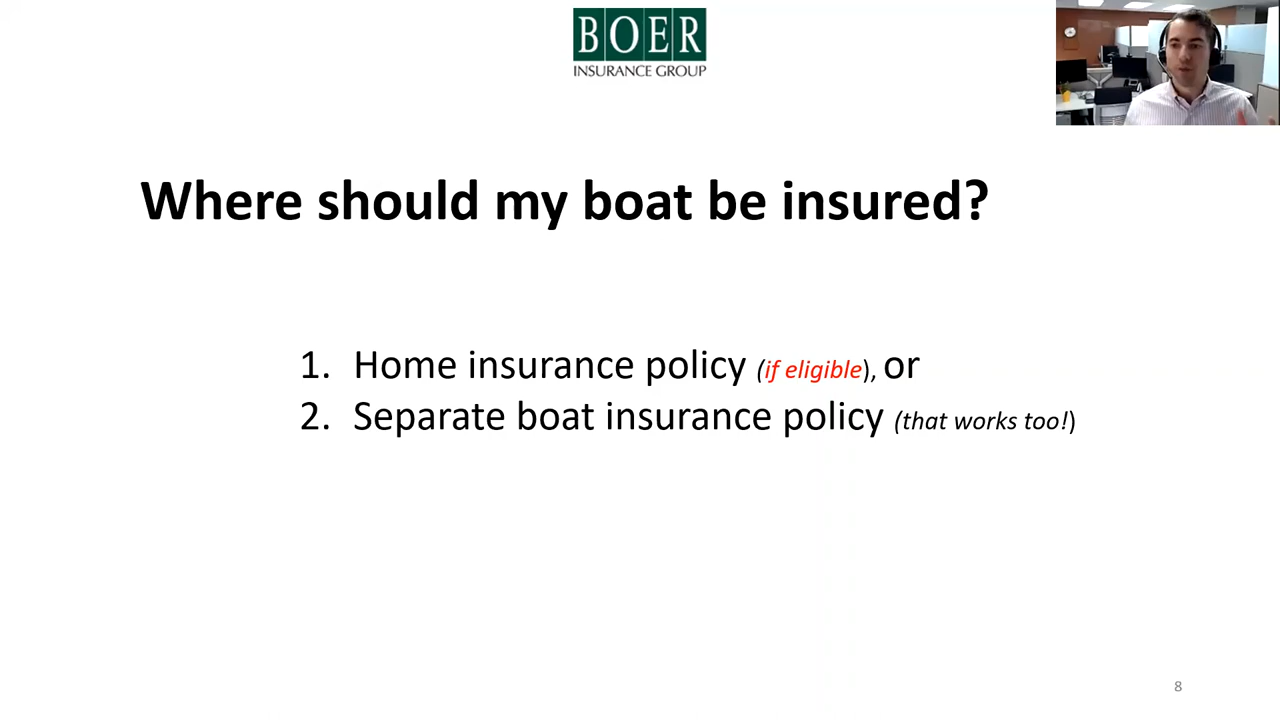 BOER
INSURANCE GROUP
Where should my boat be insured?
1. Home insurance policy (if eligible), or
2. Separate boat insurance policy (that works too!)
8